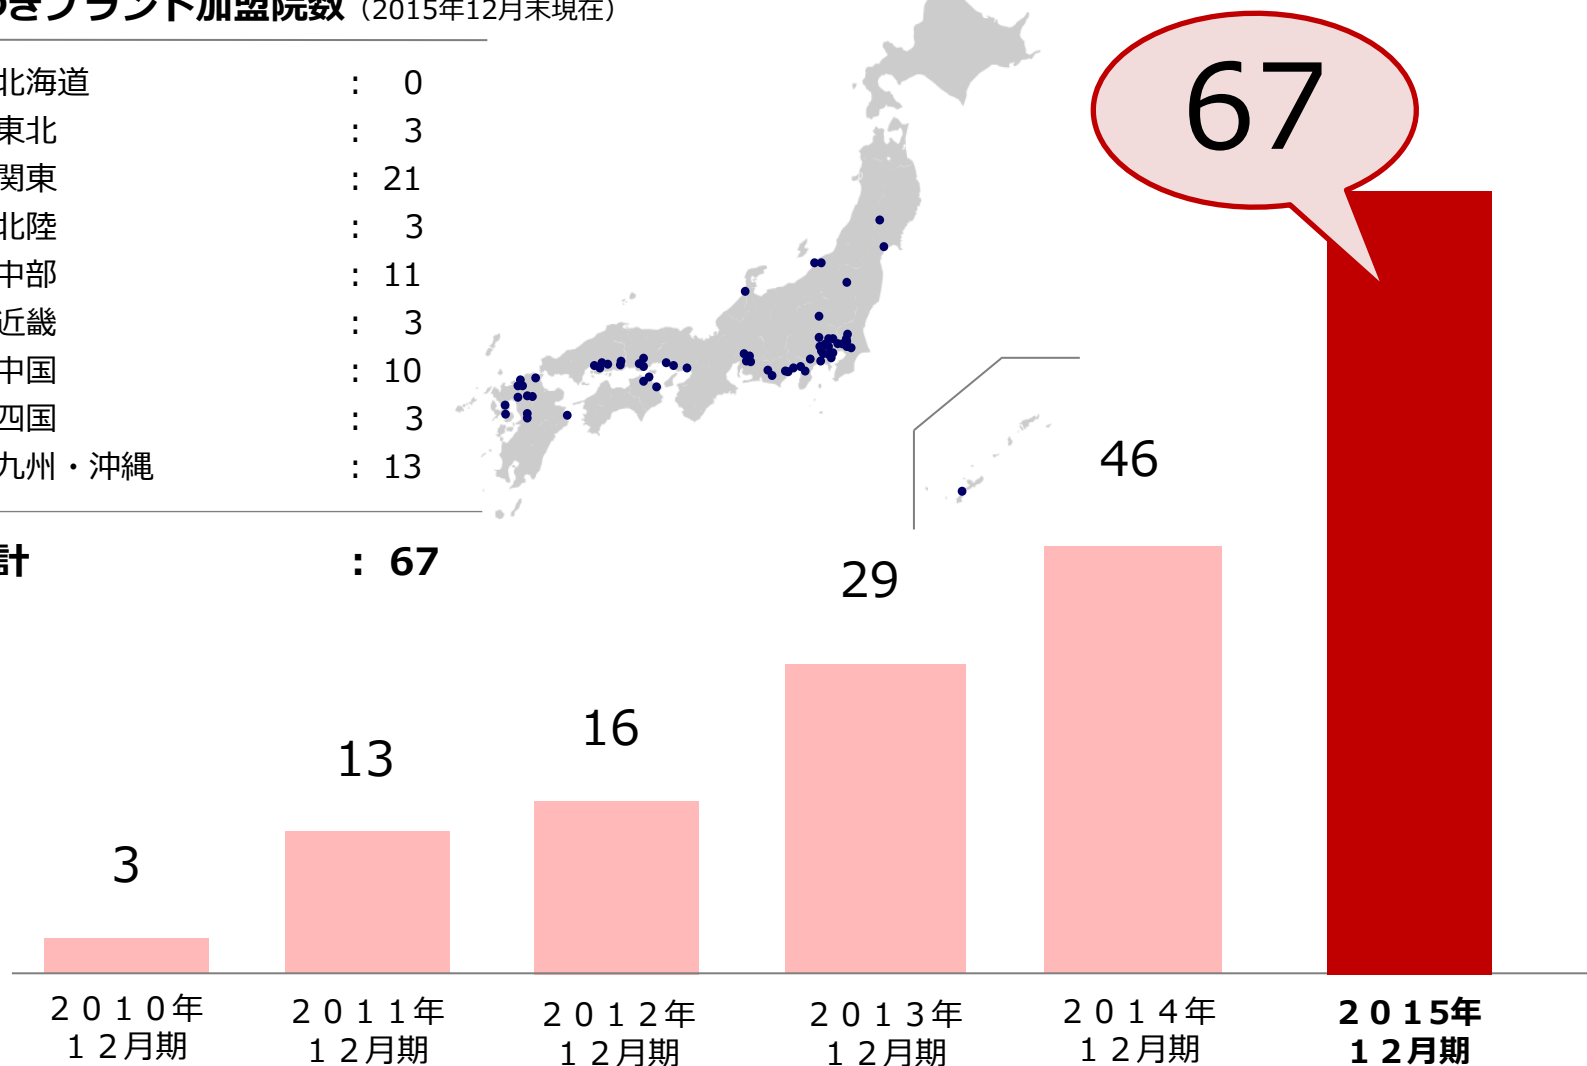 つきブランド加盟院数（2015年12月末現在）
北海道 : 0
東北 : 3
関東 : 21
北陸 : 3
中部 : 11
近畿 : 3
中国 : 10
四国 : 3
九州・沖縄 : 13
計 : 67
3
13
16
29
46
67
２０１０年
１２月期
２０１１年
１２月期
２０１２年
１２月期
２０１３年
１２月期
２０１４年
１２月期
２０１5年
１２月期